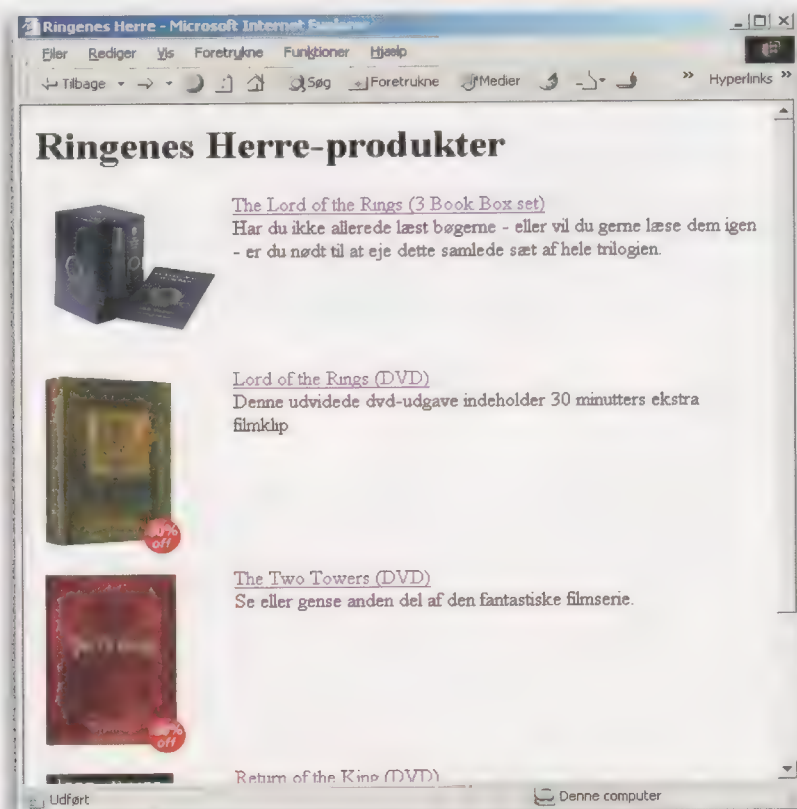 Ringenes Herre - Microsoft Internet Explorer
Filer Rediger Vis Foretrukne Funktioner Hjælp
Tilbage Søg Foretrukne Medier » Hyperlinks »
Ringenes Herre-produkter
The Lord of the Rings (3 Book Box set)
Har du ikke allerede læst bøgerne - eller vil du gerne læse dem igen
- er du nødt til at eje dette samlede sæt af hele trilogien.
Lord of the Rings (DVD)
Denne udvidede dvd-udgave indeholder 30 minutters ekstra
filmklip
off
The Two Towers (DVD)
Se eller gense anden del af den fantastiske filmserie.
off
Return of the King (DVD)
Udført Denne computer